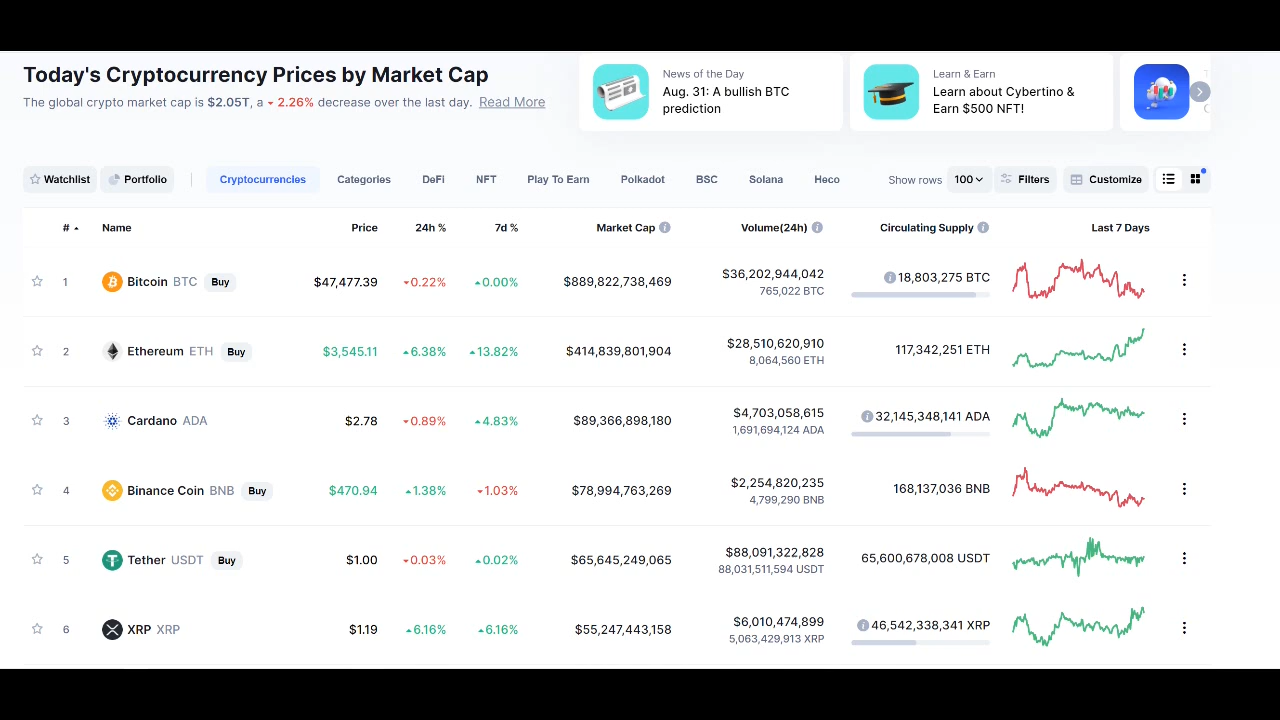 Today's Cryptocurrency Prices by Market Cap
The global crypto market cap is $2.05T, a 2.26% decrease over the last day. Read More
News of the Day
Aug. 31: A bullish BTC
prediction
Learn & Earn
Learn about Cybertino &
Earn $500 NFT!
Watchlist Portfolio Cryptocurrencies Categories DeFi NFT Play To Earn Polkadot BSC Solana Heco Show rows 100 Filters Customize
# Name Price 24h % 7d % Market Cap Volume(24h) Circulating Supply Last 7 Days
1 Bitcoin BTC Buy $47,477.39 0.22% 0.00% $889,822,738,469 $36,202,944,042 18,803,275 BTC
765,022 BTC
2 Ethereum ETH Buy $3,545.11 6.38% 13.82% $414,839,801,904 $28,510,620,910 117,342,251 ETH
8,064,560 ETH
3 Cardano ADA $2.78 0.89% 4.83% $89,366,898,180 $4,703,058,615 32,145,348,141 ADA
1,691,694,124 ADA
4 Binance Coin BNB Buy $470.94 1.38% 1.03% $78,994,763,269 $2,254,820,235 168,137,036 BNB
4,799,290 BNB
5 Tether USDT Buy $1.00 0.03% 0.02% $65,645,249,065 $88,091,322,828 65,600,678,008 USDT
88,031,511,594 USDT
6 XRP XRP $1.19 6.16% 6.16% $55,247,443,158 $6,010,474,899 46,542,338,341 XRP
5,063,429,913 XRP